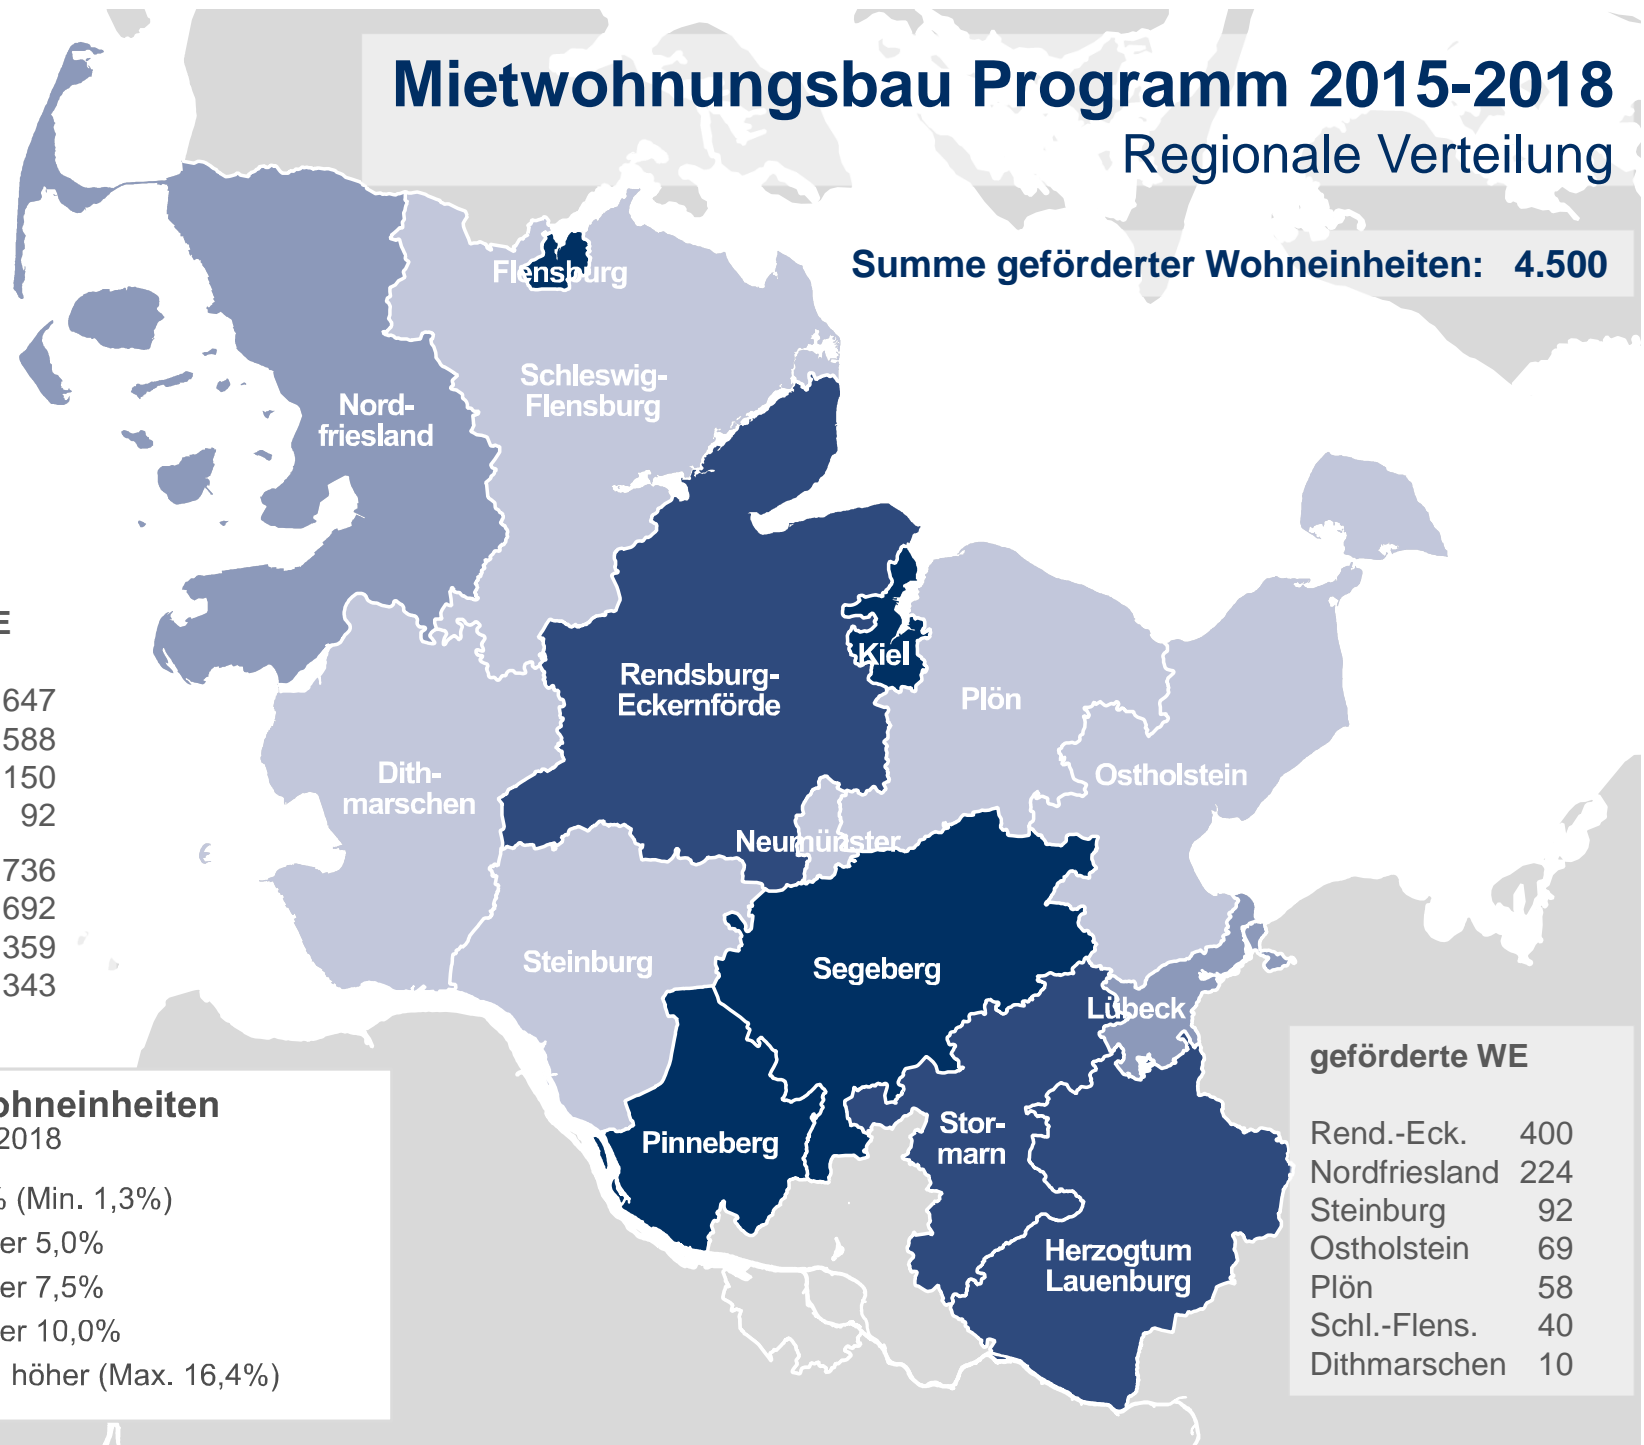 Mietwohnungsbau Programm 2015-2018
Regionale Verteilung
Summe geförderter Wohneinheiten: 4.500
Flensburg
Schleswig-
Flensburg
Nord-
friesland
Rendsburg-
Eckernförde
Kiel
Plön
Ostholstein
Dith-
marschen
Neumünster
Steinburg
Segeberg
Lübeck
Pinneberg
Stor-
marn
Herzogtum
Lauenburg
E
647
588
150
92
736
692
359
343
ohneinheiten
2018
% (Min. 1,3%)
er 5,0%
er 7,5%
er 10,0%
höher (Max. 16,4%)
geförderte WE
Rend.-Eck. 400
Nordfriesland 224
Steinburg 92
Ostholstein 69
Plön 58
Schl.-Flens. 40
Dithmarschen 10